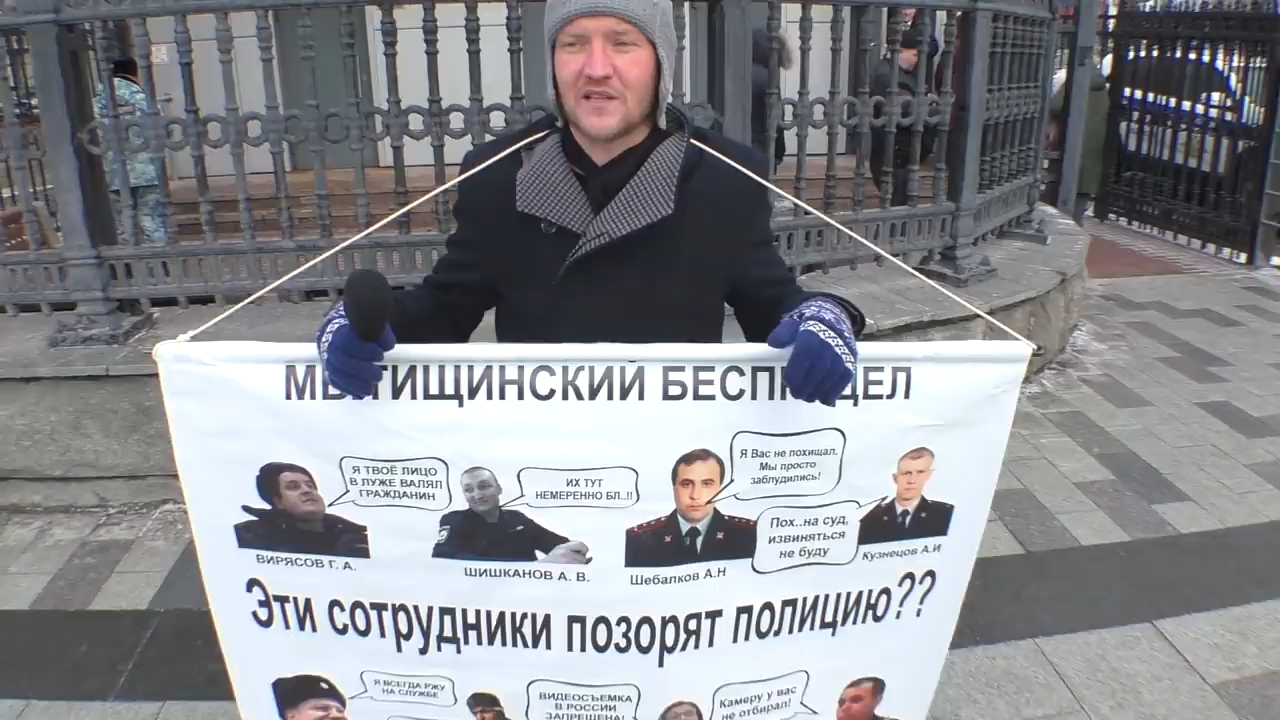 МЫТИЩИНСКИЙ БЕСПРЕДЕЛ
Я ТВОЁ ЛИЦО
В ЛУЖЕ ВАЛЯЛ
ГРАЖДАНИН
ВИРЯСОВ Г. А.
ИХ ТУТ
НЕМЕРЕННО БЛ..!!
ШИШКАНОВ А. В.
Я Вас не похищал.
Мы просто
заблудились!
Шебалков А.Н
Пох..на суд,
извиняться
не буду
Кузнецов А.И
Эти сотрудники позорят полицию??
Я ВСЕГДА РЖУ
НА СЛУЖБЕ
ВИДЕОСЪЕМКА
В РОССИИ
ЗАПРЕЩЕНА!
Камеру у вас
не отбирал!